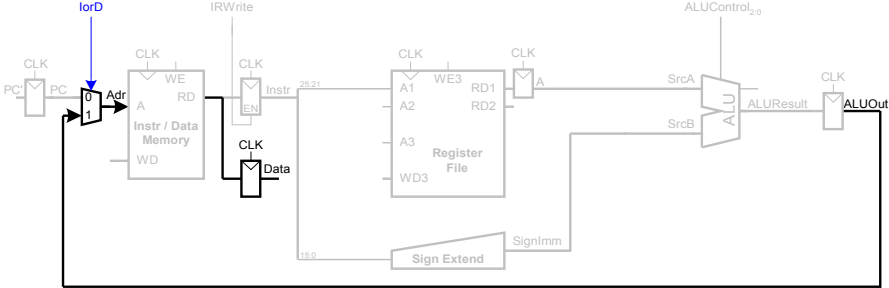 IorD IRWrite ALUControl2:0
CLK CLK CLK CLK CLK CLK
PC' PC 0 1 Adr A WE RD Instr / Data Memory WD
EN Instr 25:21 15:0
CLK Data
A1 A2 A3 WD3 WE3 RD1 RD2 Register File
A SrcA SrcB ALU ALUResult ALUOut
Sign Extend SignImm